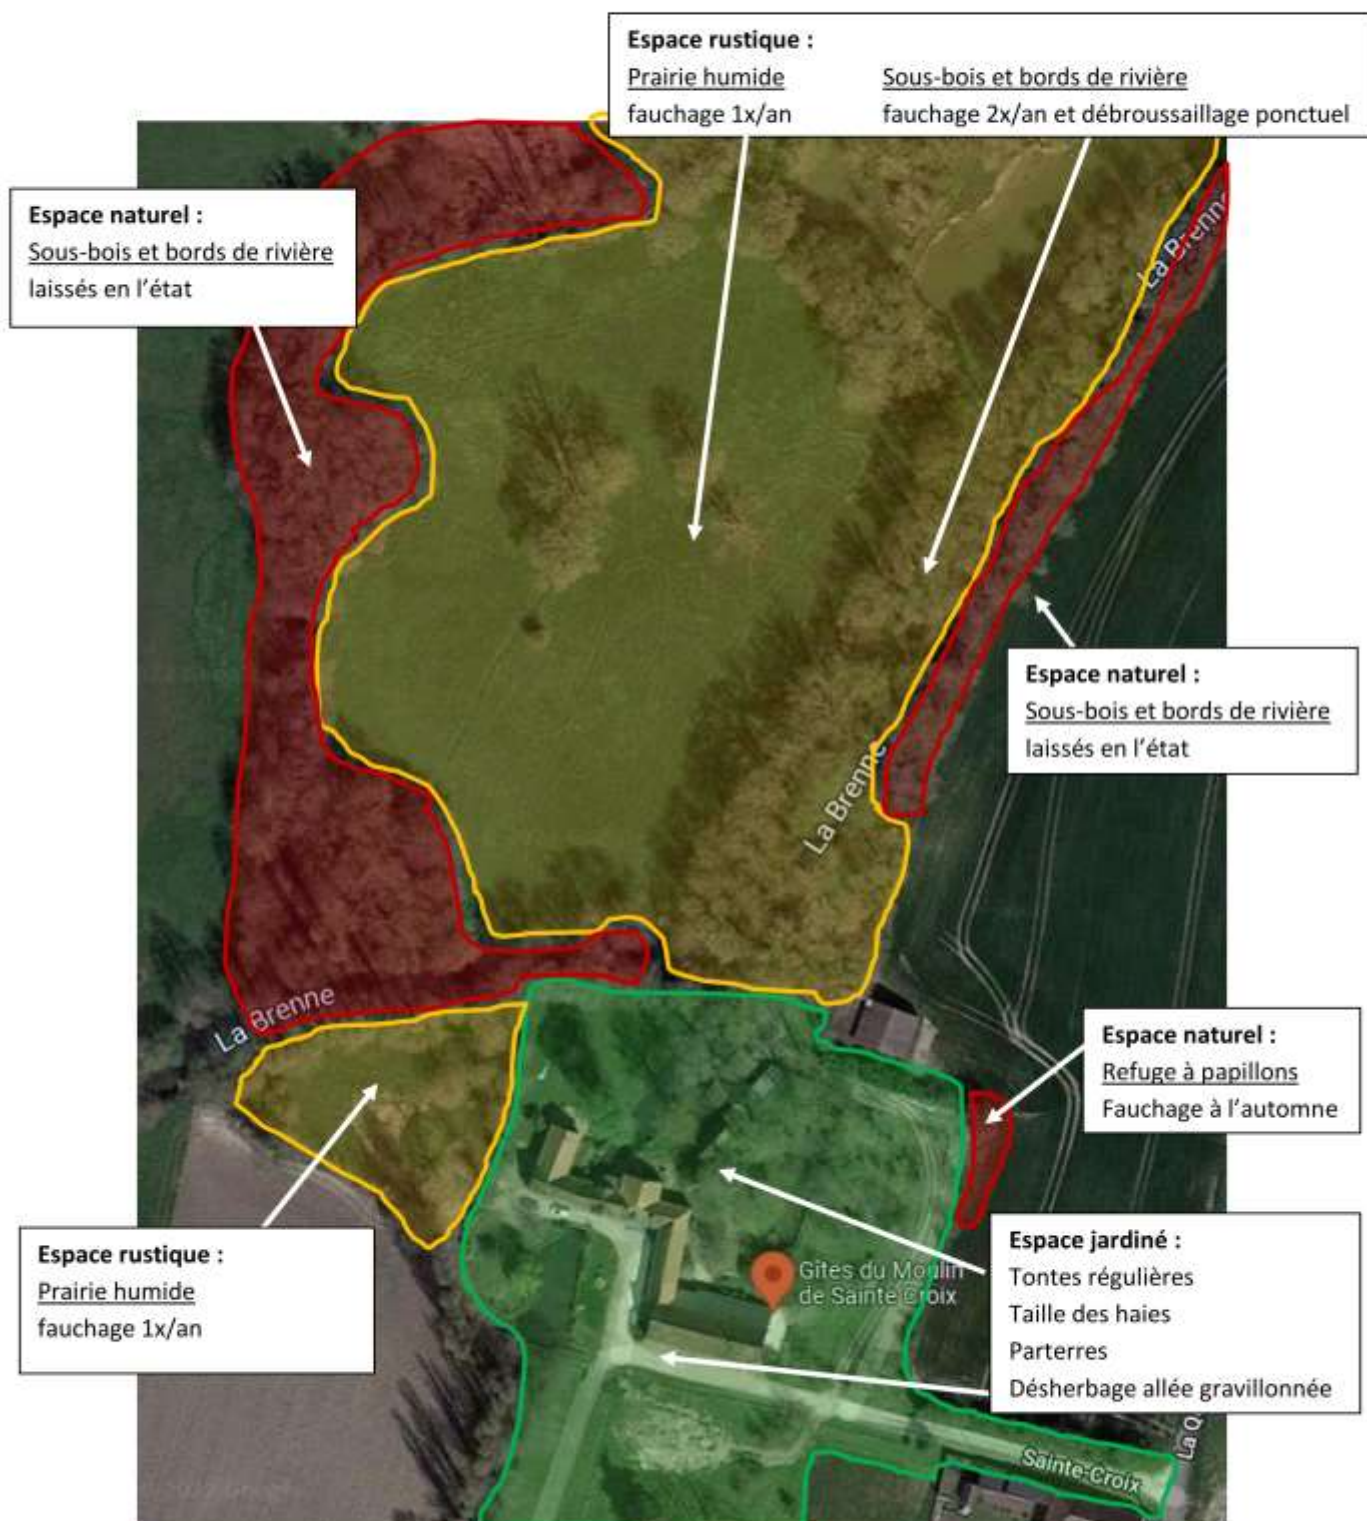 Espace rustique :
Prairie humide
fauchage 1x/an
Sous-bois et bords de rivière
fauchage 2x/an et débroussaillage ponctuel
Espace naturel :
Sous-bois et bords de rivière
laissés en l'état
La Brenne
Espace naturel :
Sous-bois et bords de rivière
laissés en l'état
La Brenne
La Brenne
Espace naturel :
Refuge à papillons
Fauchage à l'automne
Espace rustique :
Prairie humide
fauchage 1x/an
Gîtes du Moulin
de Sainte Croix
Espace jardiné :
Tontes régulières
Taille des haies
Parterres
Désherbage allée gravillonnée
La Q
Sainte-Croix